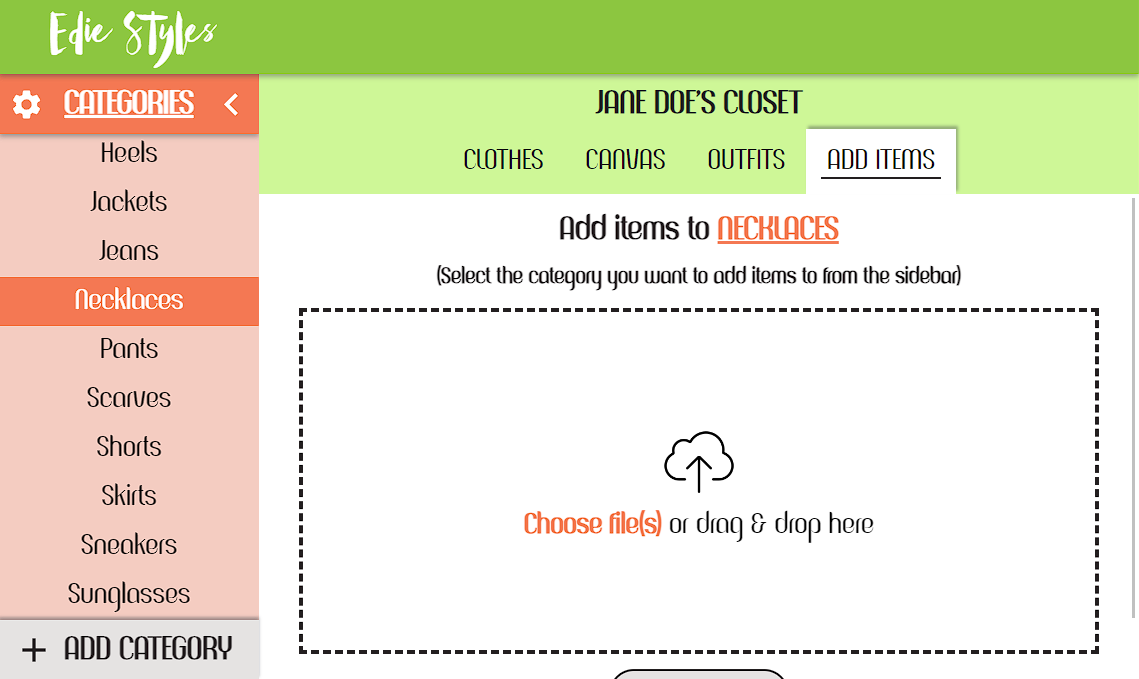 Edie Styles
CATEGORIES
Heels
Jackets
Jeans
Necklaces
Pants
Scarves
Shorts
Skirts
Sneakers
Sunglasses
ADD CATEGORY
JANE DOE'S CLOSET
CLOTHES CANVAS OUTFITS ADD ITEMS
Add items to NECKLACES
(Select the category you want to add items to from the sidebar)
Choose file(s) or drag & drop here